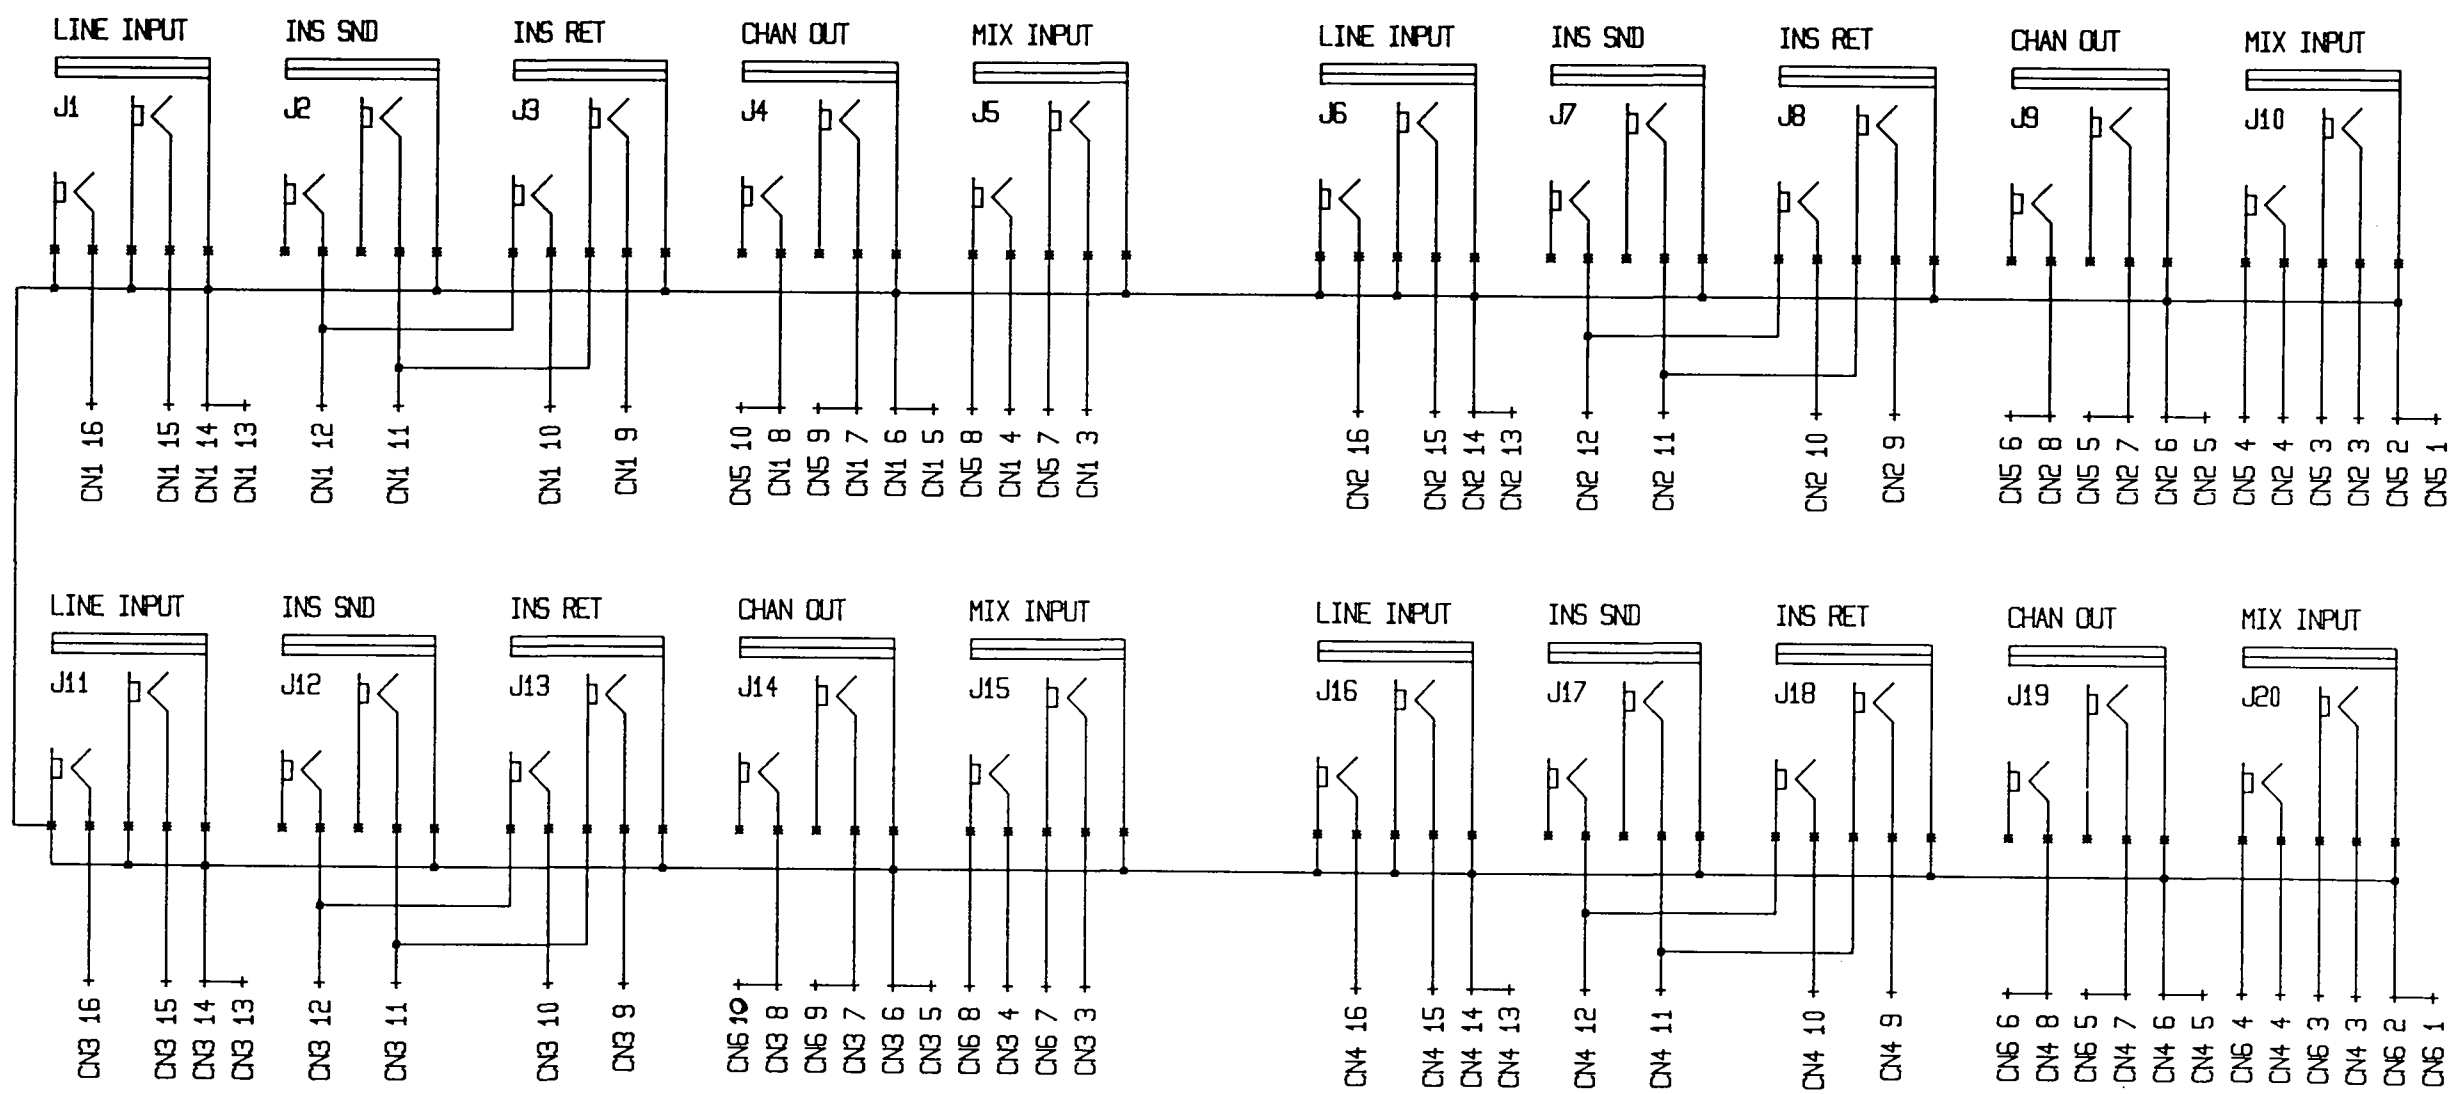 LINE INPUT INS SND INS RET CHAN OUT MIX INPUT LINE INPUT INS SND INS RET CHAN OUT MIX INPUT
J1 J2 J3 J4 J5 J6 J7 J8 J9 J10
CN1 16 CN1 15 CN1 14 CN1 13 CN1 12 CN1 11 CN1 10 CN1 9 CN5 10 CN1 8 CN5 9 CN1 7 CN1 6 CN1 5 CN5 8 CN1 4 CN5 7 CN1 3 CN2 16 CN2 15 CN2 14 CN2 13 CN2 12 CN2 11 CN2 10 CN2 9 CN5 6 CN2 8 CN5 5 CN2 7 CN2 6 CN2 5 CN5 4 CN2 4 CN5 3 CN2 3 CN5 2 CN5 1
LINE INPUT INS SND INS RET CHAN OUT MIX INPUT LINE INPUT INS SND INS RET CHAN OUT MIX INPUT
J11 J12 J13 J14 J15 J16 J17 J18 J19 J20
CN3 16 CN3 15 CN3 14 CN3 13 CN3 12 CN3 11 CN3 10 CN3 9 CN6 10 CN3 8 CN6 9 CN3 7 CN3 6 CN3 5 CN6 8 CN3 4 CN6 7 CN3 3 CN4 16 CN4 15 CN4 14 CN4 13 CN4 12 CN4 11 CN4 10 CN4 9 CN6 6 CN4 8 CN6 5 CN4 7 CN4 6 CN4 5 CN6 4 CN4 4 CN6 3 CN4 3 CN6 2 CN6 1